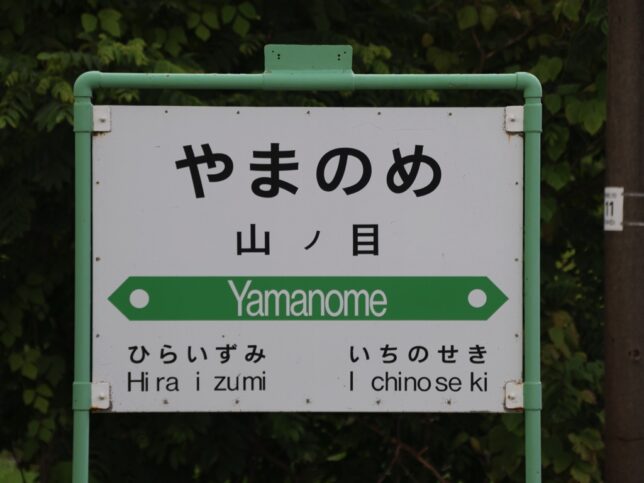 やまのめ
山ノ目
Yamanome
ひらいずみ いちのせき
Hiraizumi Ichinoseki
11